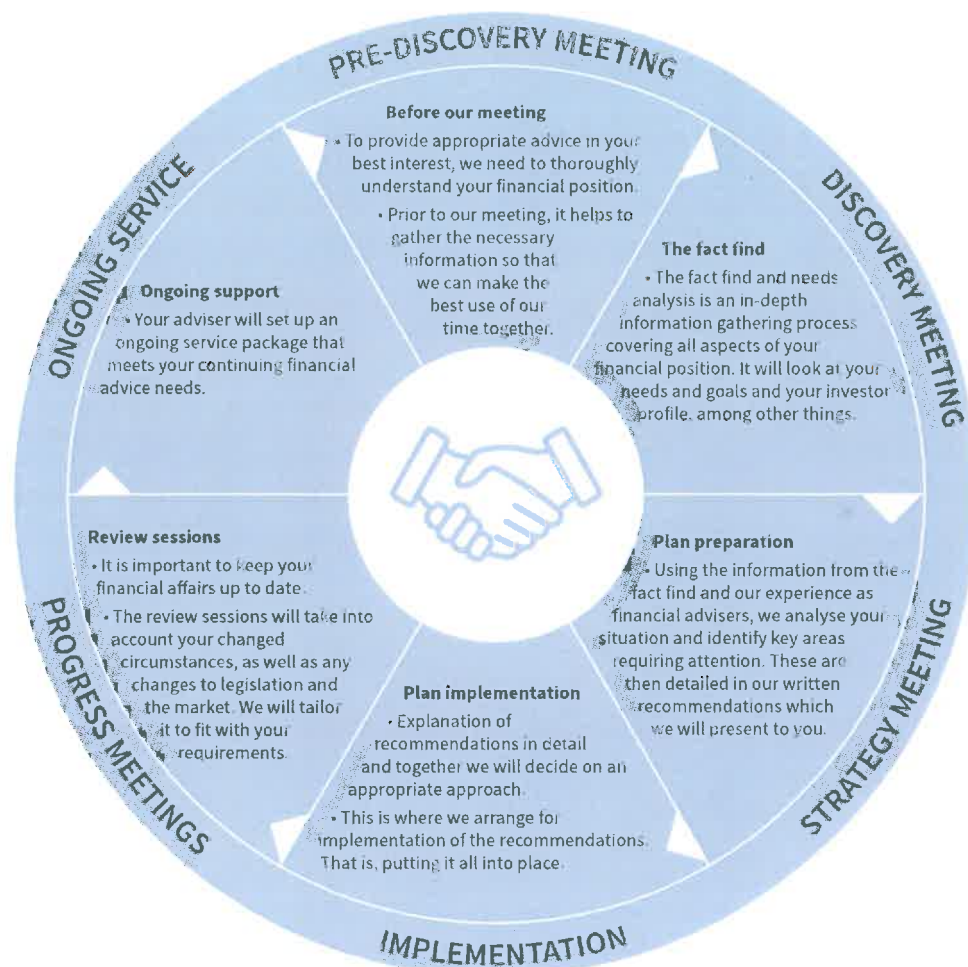 PRE-DISCOVERY MEETING
Before our meeting
• To provide appropriate advice in your
best interest, we need to thoroughly
understand your financial position.
• Prior to our meeting, it helps to
gather the necessary
information so that
we can make the
best use of our
time together.
DISCOVERY MEETING
The fact find
• The fact find and needs
analysis is an in-depth
information gathering process
covering all aspects of your
financial position. It will look at your
needs and goals and your investor
profile, among other things.
STRATEGY MEETING
Plan preparation
• Using the information from the
fact find and our experience as
financial advisers, we analyse your
situation and identify key areas
requiring attention. These are
then detailed in our written
recommendations which
we will present to you.
IMPLEMENTATION
Plan implementation
• Explanation of
recommendations in detail
and together we will decide on an
appropriate approach.
• This is where we arrange for
implementation of the recommendations.
That is, putting it all into place.
PROGRESS MEETINGS
Review sessions
• It is important to keep your
financial affairs up to date.
• The review sessions will take into
account your changed
circumstances, as well as any
changes to legislation and
the market. We will tailor
it to fit with your
requirements.
ONGOING SERVICE
Ongoing support
• Your adviser will set up an
ongoing service package that
meets your continuing financial
advice needs.